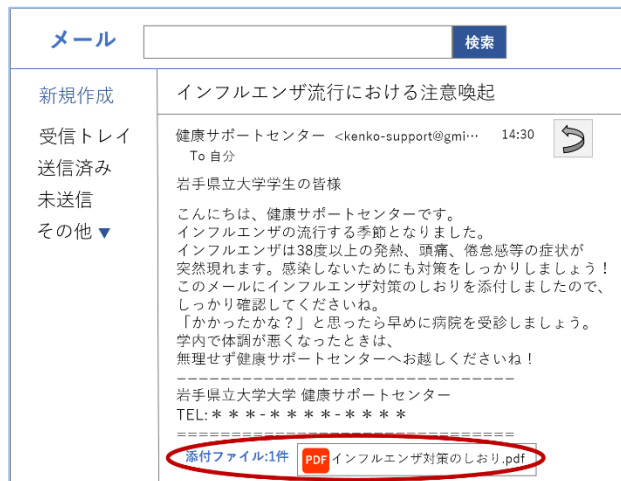 メール
検索
新規作成
受信トレイ
送信済み
未送信
その他 ▼
インフルエンザ流行における注意喚起
健康サポートセンター <kenko-support@gmi… 14:30
To 自分
岩手県立大学学生の皆様
こんにちは、健康サポートセンターです。
インフルエンザの流行する季節となりました。
インフルエンザは38度以上の発熱、頭痛、倦怠感等の症状が
突然現れます。感染しないためにも対策をしっかりしましょう！
このメールにインフルエンザ対策のしおりを添付しましたので、
しっかり確認してくださいね。
「かかったかな？」と思ったら早めに病院を受診しましょう。
学内で体調が悪くなったときは、
無理せず健康サポートセンターへお越しくださいね！
−−−−−−−−−−−−−−−−−−−−−−−−−−−−−−−
岩手県立大学大学 健康サポートセンター
TEL:＊＊＊-＊＊＊＊-＊＊＊＊
===============================
添付ファイル:1件 PDF インフルエンザ対策のしおり.pdf